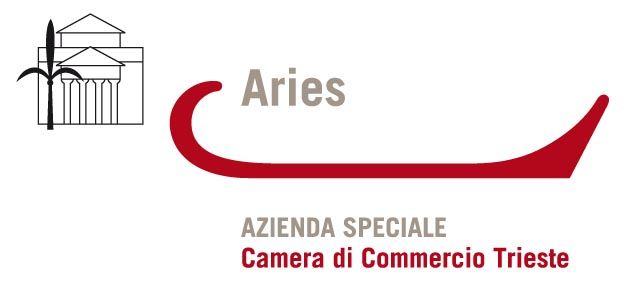 Aries
AZIENDA SPECIALE
Camera di Commercio Trieste